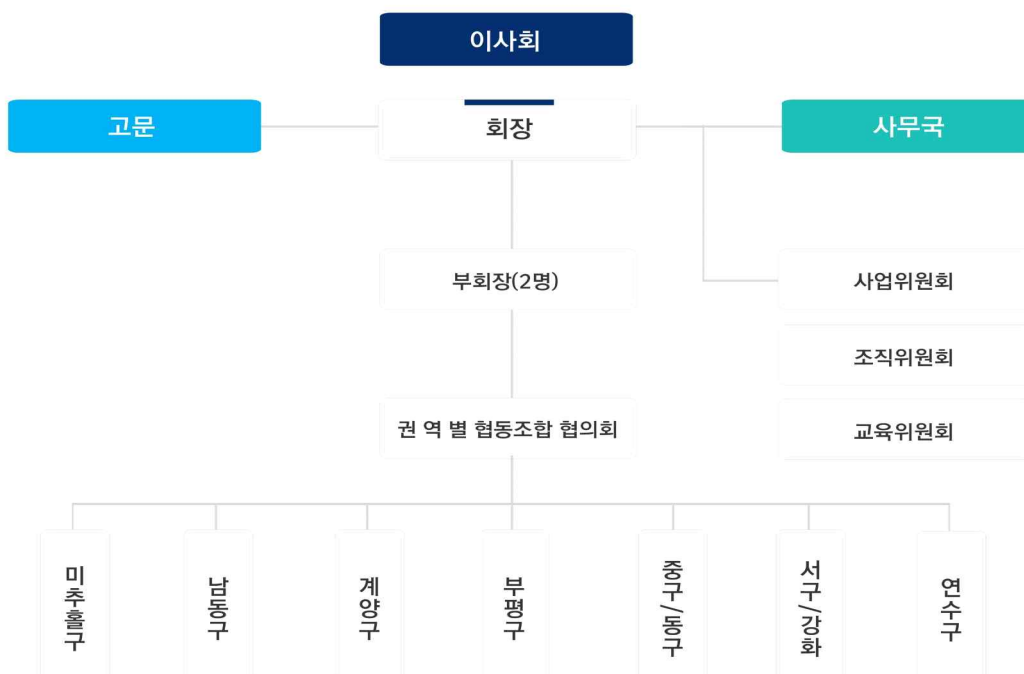 이사회
고문
회장
사무국
부회장(2명)
사업위원회
조직위원회
권 역 별 협동조합 협의회
교육위원회
미추홀구
남동구
계양구
부평구
중구/동구
서구/강화
연수구